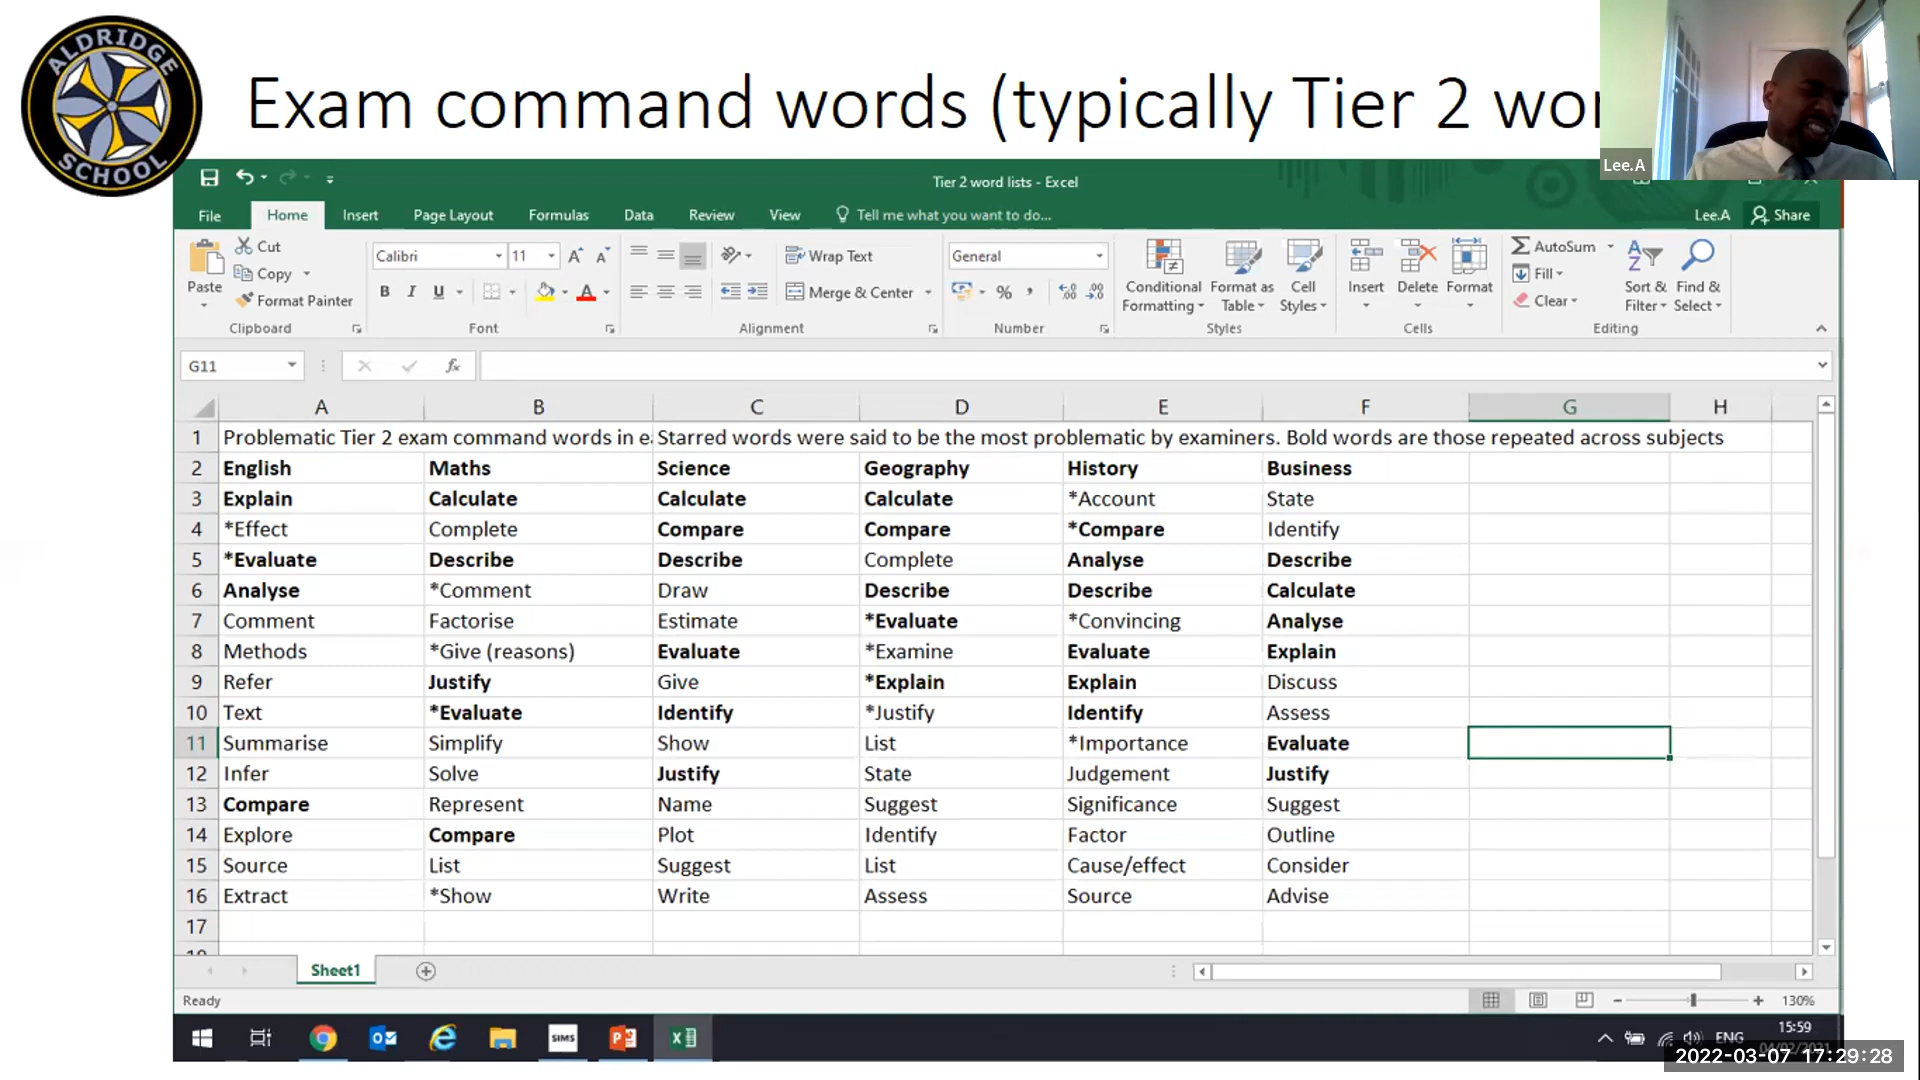 ALDRIDGE
SCHOOL
Exam command words (typically Tier 2 wor
Lee.A
Tier 2 word lists - Excel
File Home Insert Page Layout Formulas Data Review View Tell me what you want to do... Lee.A Share
Paste Cut Copy Format Painter
Clipboard
Calibri 11
B I U
Font
Wrap Text
Merge & Center
Alignment
General
%
Number
Conditional Formatting Format as Table Cell Styles
Styles
Insert Delete Format
Cells
AutoSum Fill Clear Sort & Filter Find & Select
Editing
G11 fx
A B C D E F G H
1 Problematic Tier 2 exam command words in ea Starred words were said to be the most problematic by examiners. Bold words are those repeated across subjects
2 English Maths Science Geography History Business
3 Explain Calculate Calculate Calculate *Account State
4 *Effect Complete Compare Compare *Compare Identify
5 *Evaluate Describe Describe Complete Analyse Describe
6 Analyse *Comment Draw Describe Describe Calculate
7 Comment Factorise Estimate *Evaluate *Convincing Analyse
8 Methods *Give (reasons) Evaluate *Examine Evaluate Explain
9 Refer Justify Give *Explain Explain Discuss
10 Text *Evaluate Identify *Justify Identify Assess
11 Summarise Simplify Show List *Importance Evaluate
12 Infer Solve Justify State Judgement Justify
13 Compare Represent Name Suggest Significance Suggest
14 Explore Compare Plot Identify Factor Outline
15 Source List Suggest List Cause/effect Consider
16 Extract *Show Write Assess Source Advise
17
Sheet1
Ready 130%
SIMS ENG 15:59
2022-03-07 17:29:28